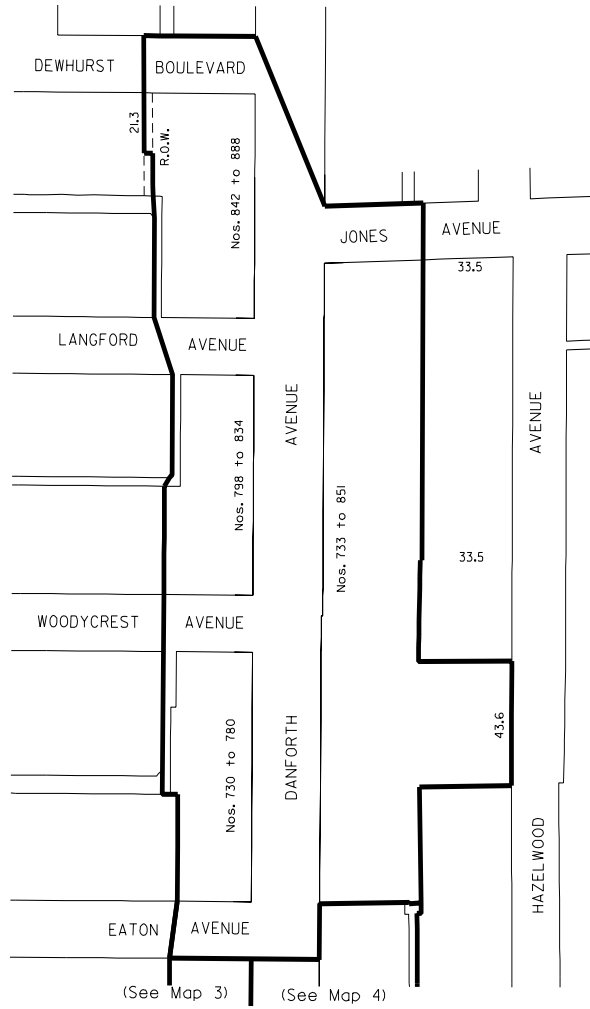 DEWHURST BOULEVARD
21.3
R.O.W.
Nos. 842 to 888
JONES AVENUE
33.5
LANGFORD AVENUE
AVENUE
AVENUE
Nos. 798 to 834
Nos. 733 to 851
33.5
WOODYCREST AVENUE
DANFORTH
43.6
Nos. 730 to 780
HAZELWOOD
EATON AVENUE
(See Map 3) (See Map 4)